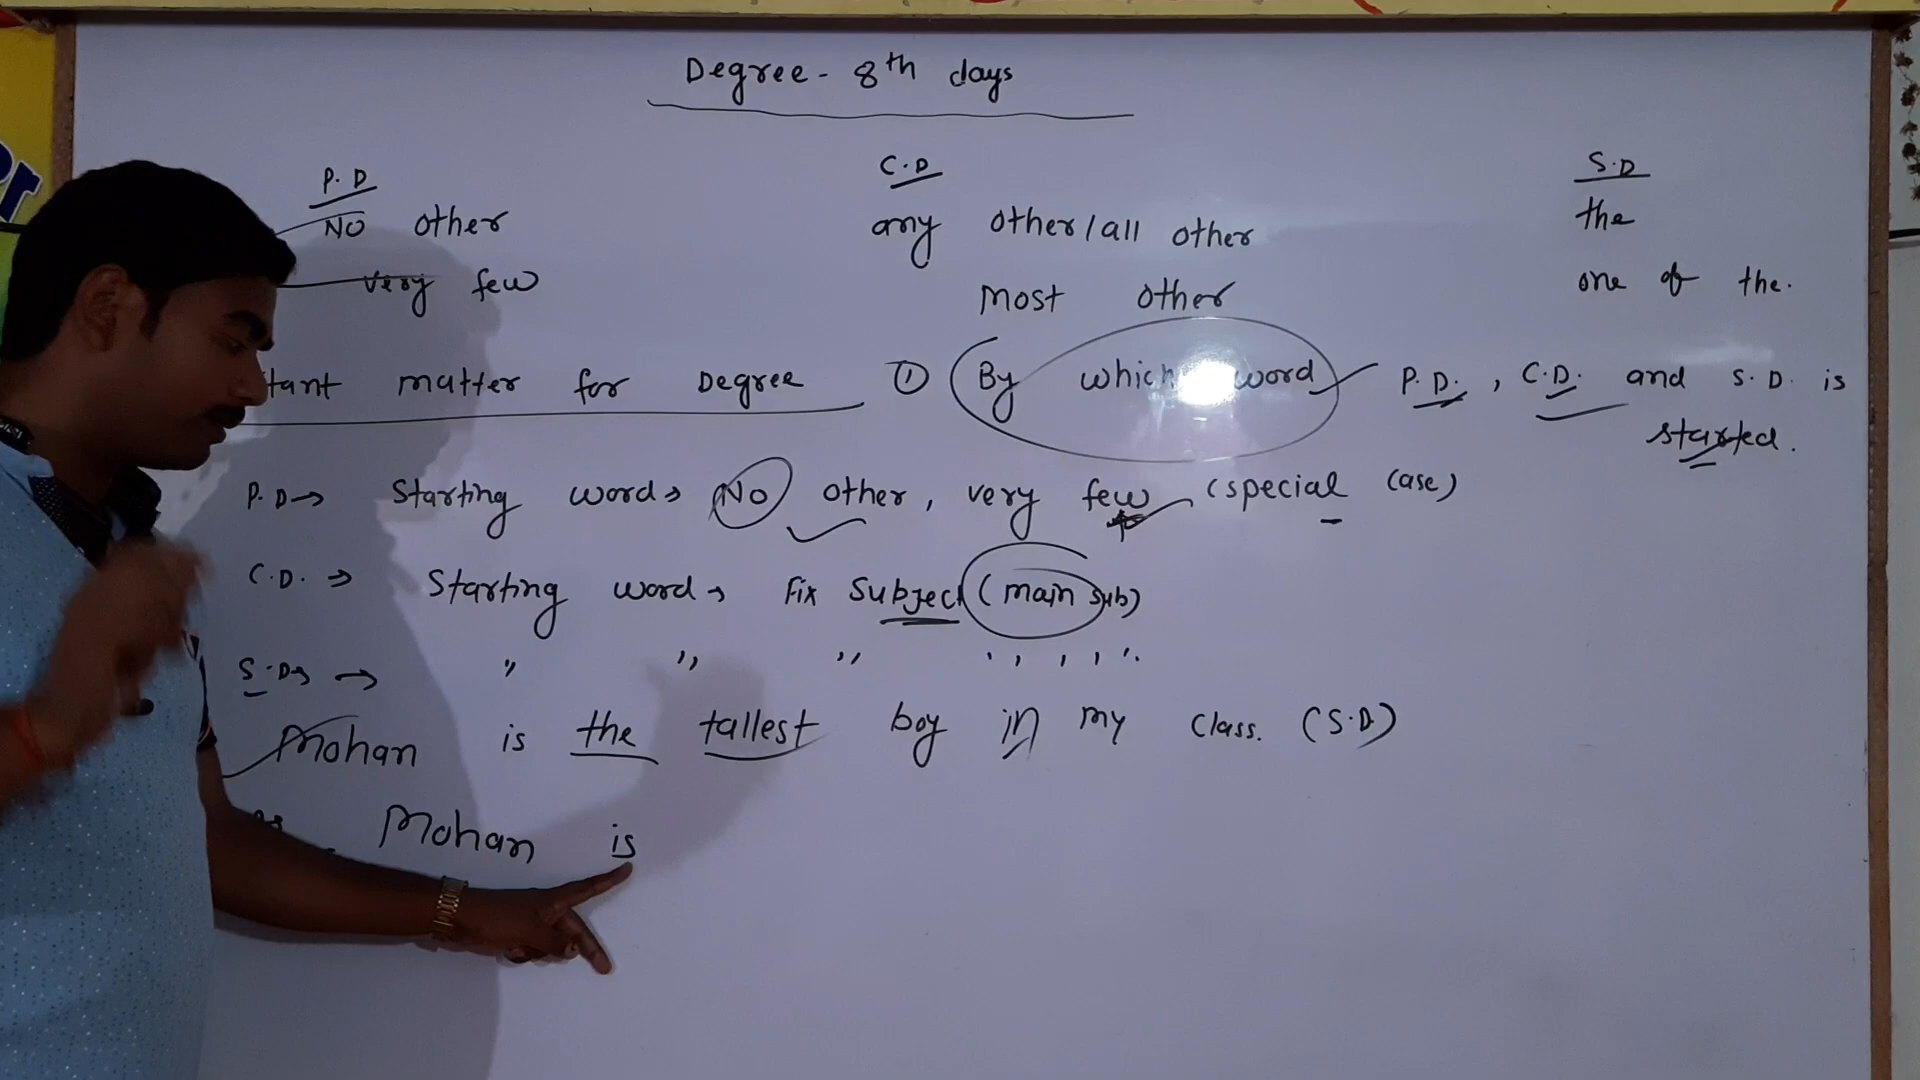 Degree - 8th days
P.D C.D S.D
NO other any other/all other the
very few most other one of the.
matter for Degree ① By which word P.D., C.D. and S.D. is
started.
P.D→ Starting word→ NO other, very few (special case)
C.D.→ Starting word→ Fix Subject (main sub)
S.D→ → " " " " "
Mohan is the tallest boy in my class. (S.D)
Mohan is